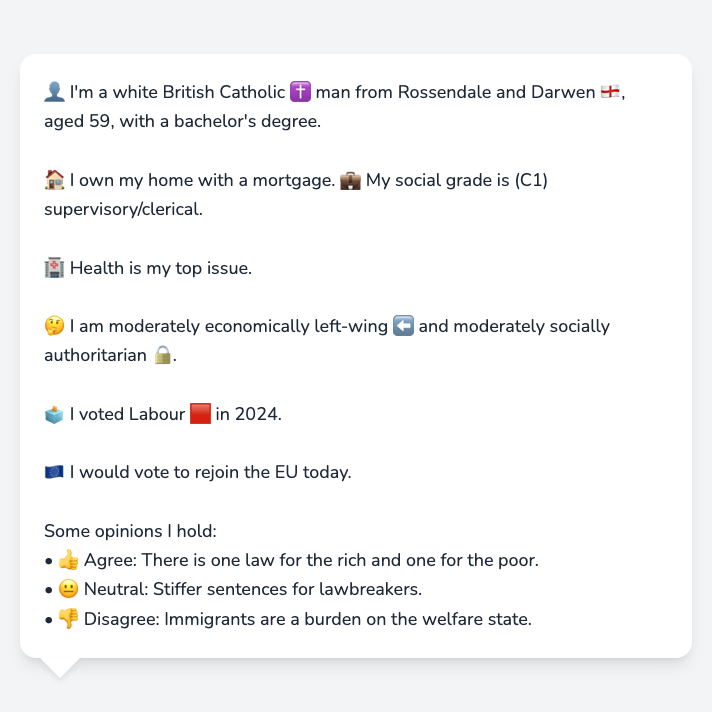 👤 I'm a white British Catholic ✝️ man from Rossendale and Darwen 🏴󠁧󠁢󠁥󠁮󠁧󠁿,
aged 59, with a bachelor's degree.
🏠 I own my home with a mortgage. 💼 My social grade is (C1)
supervisory/clerical.
🏥 Health is my top issue.
🤔 I am moderately economically left-wing ⬅️ and moderately socially
authoritarian 🔒.
🗳️ I voted Labour 🟥 in 2024.
🇪🇺 I would vote to rejoin the EU today.
Some opinions I hold:
• 👍 Agree: There is one law for the rich and one for the poor.
• 😐 Neutral: Stiffer sentences for lawbreakers.
• 👎 Disagree: Immigrants are a burden on the welfare state.